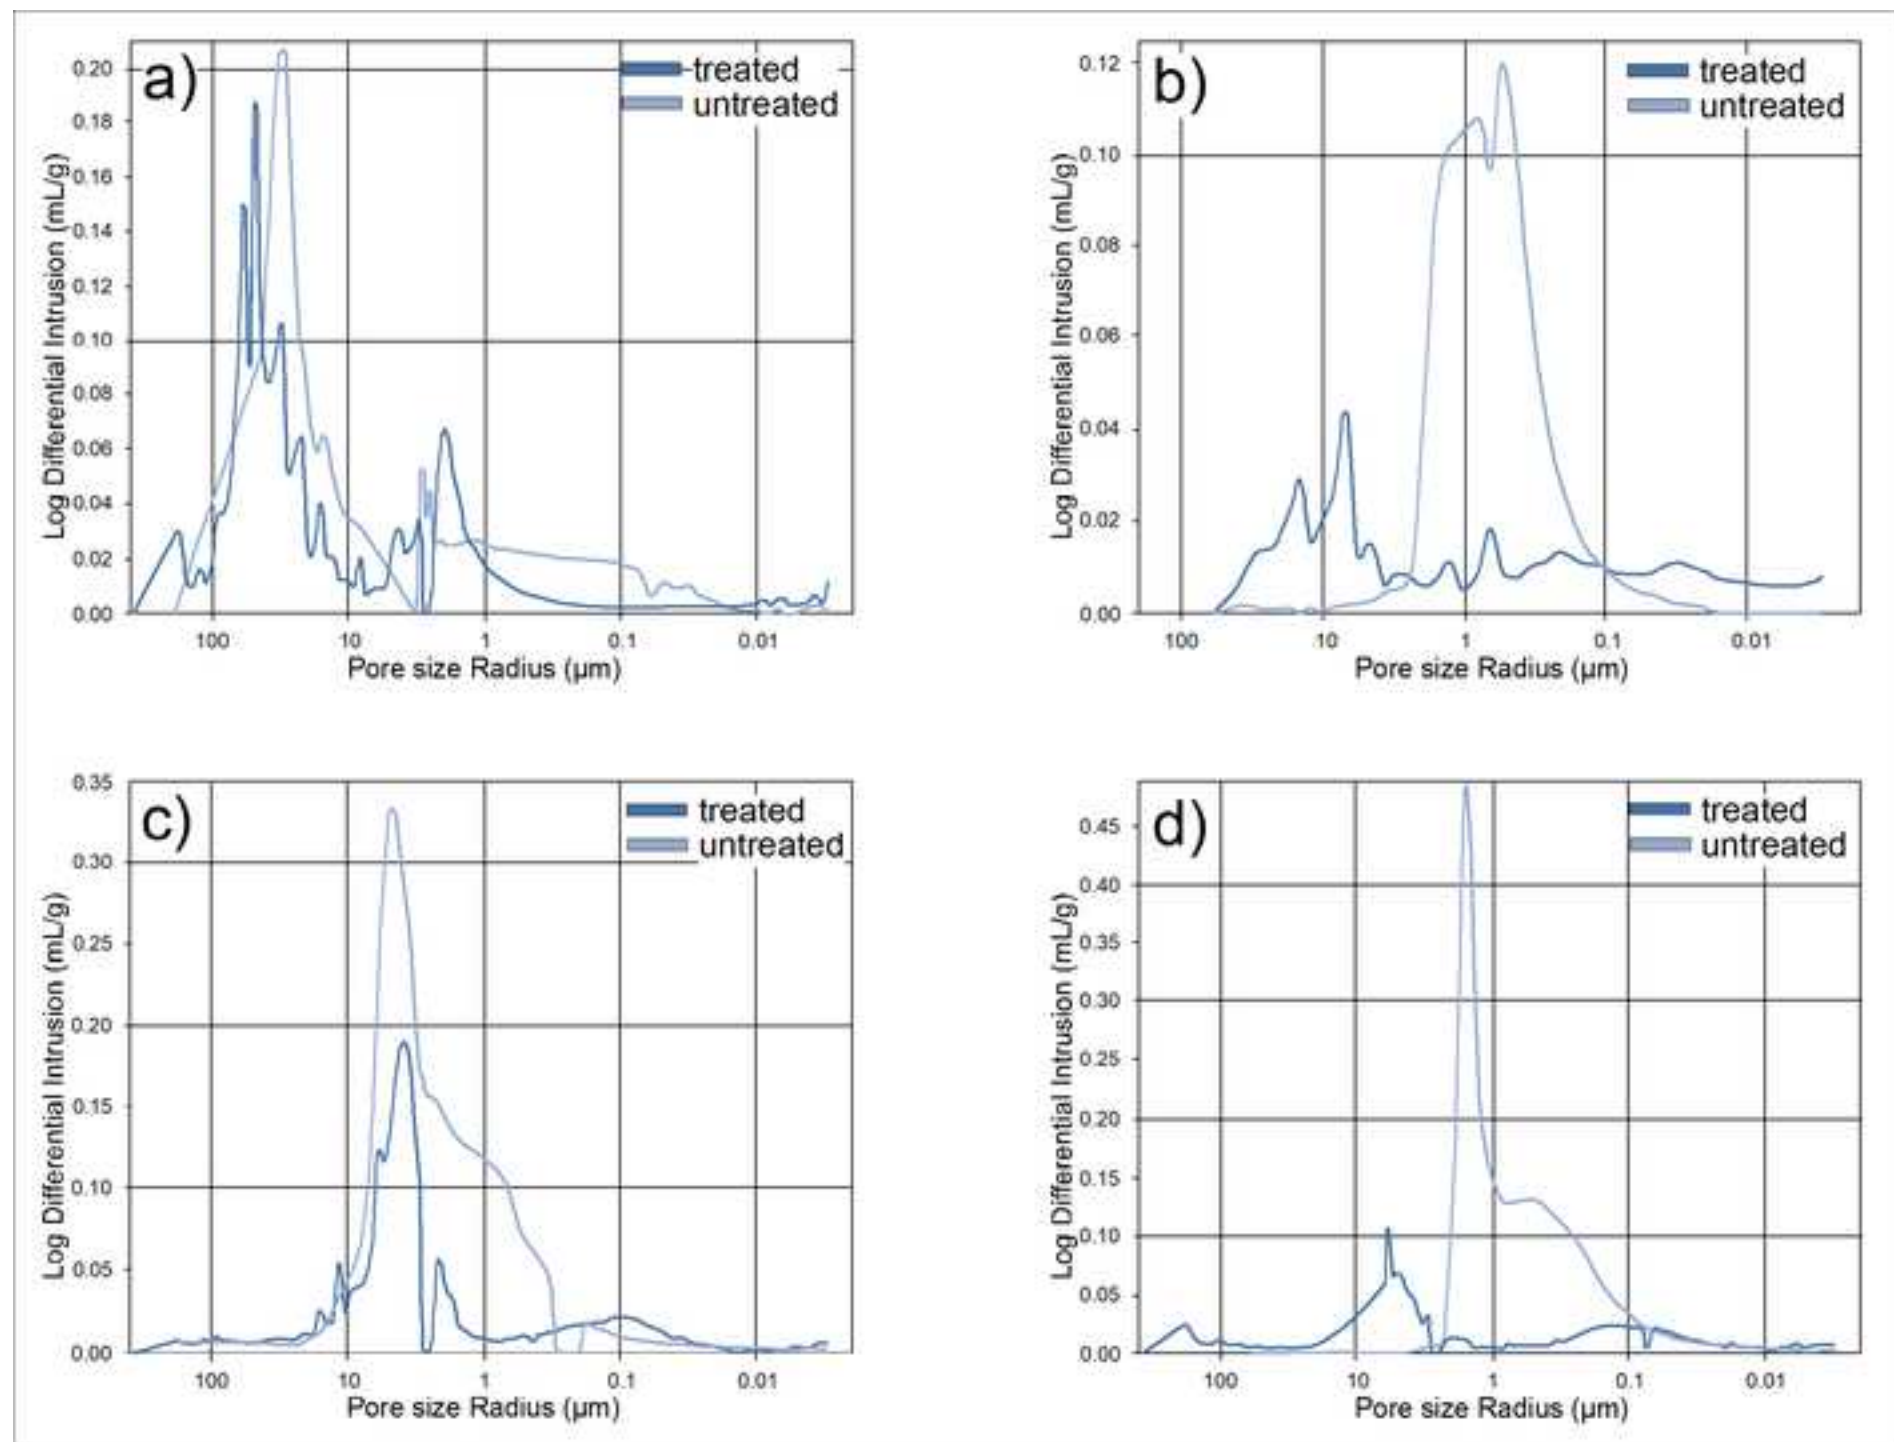 a)
treated
untreated
Log Differential Intrusion (mL/g)
0.20
0.18
0.16
0.14
0.12
0.10
0.08
0.06
0.04
0.02
0.00
100 10 1 0.1 0.01
Pore size Radius (µm)
b)
treated
untreated
Log Differential Intrusion (mL/g)
0.12
0.10
0.08
0.06
0.04
0.02
0.00
100 10 1 0.1 0.01
Pore size Radius (µm)
c)
treated
untreated
Log Differential Intrusion (mL/g)
0.35
0.30
0.25
0.20
0.15
0.10
0.05
0.00
100 10 1 0.1 0.01
Pore size Radius (µm)
d)
treated
untreated
Log Differential Intrusion (mL/g)
0.45
0.40
0.35
0.30
0.25
0.20
0.15
0.10
0.05
0.00
100 10 1 0.1 0.01
Pore size Radius (µm)